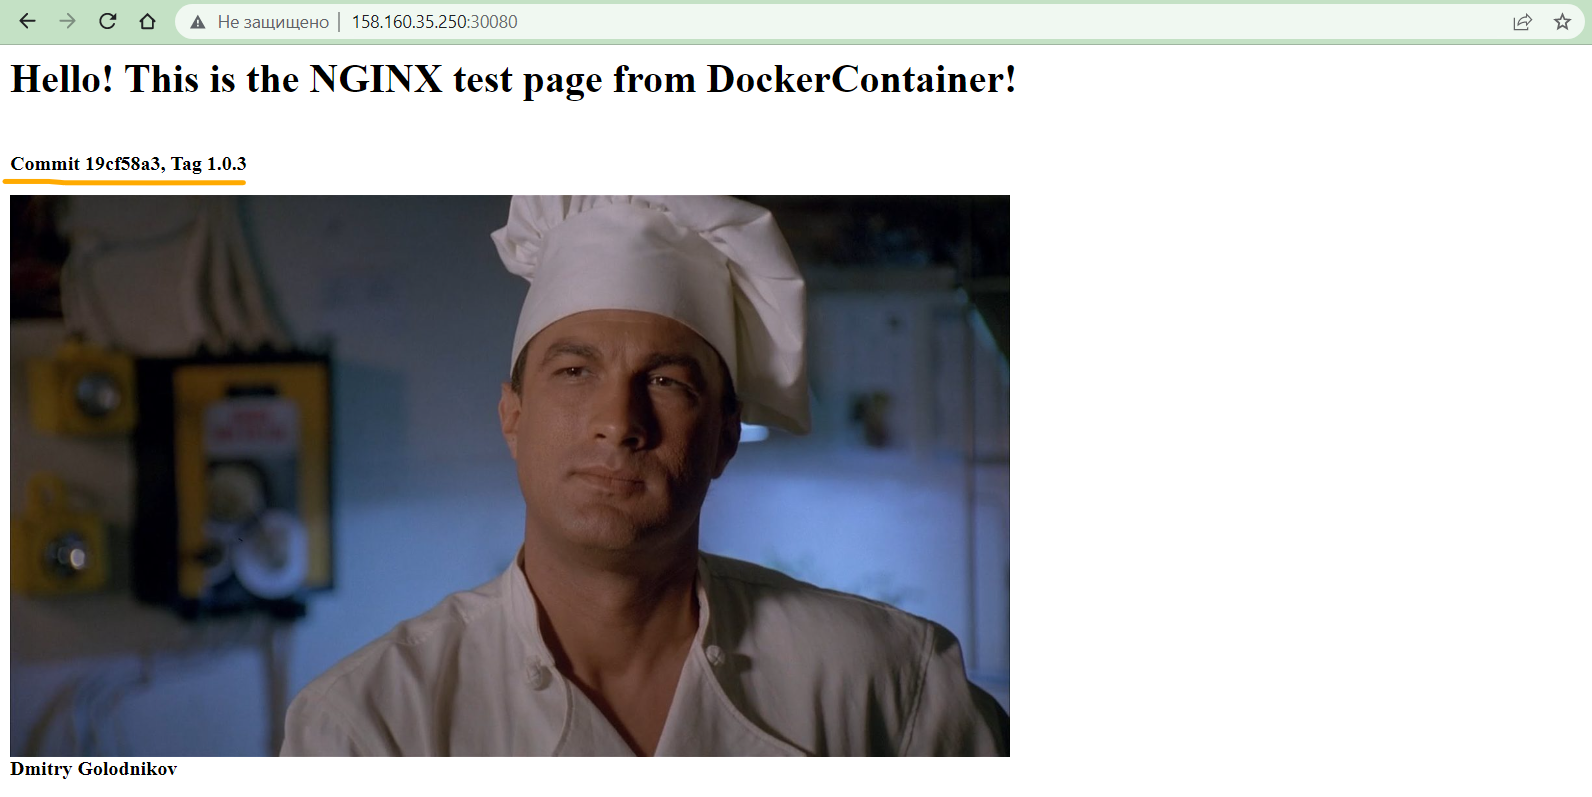 Не защищено | 158.160.35.250:30080
Hello! This is the NGINX test page from DockerContainer!
Commit 19cf58a3, Tag 1.0.3
Dmitry Golodnikov